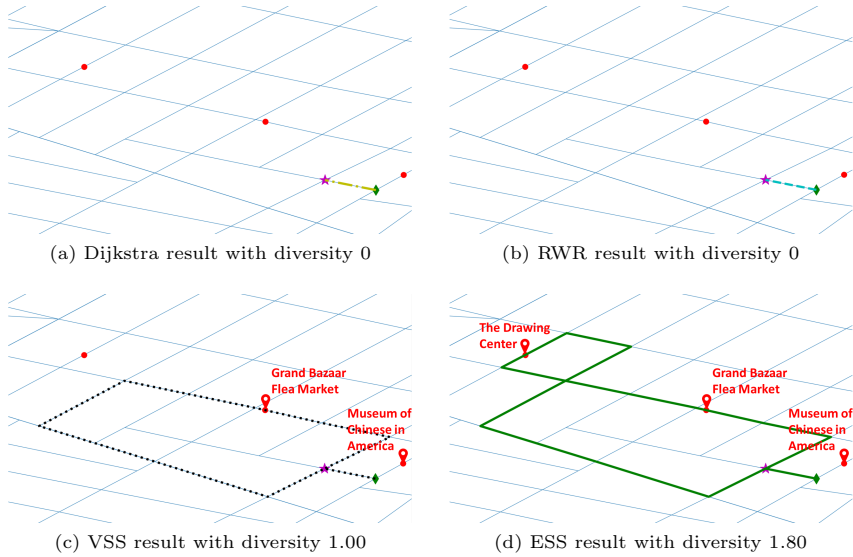 (a) Dijkstra result with diversity 0
(b) RWR result with diversity 0
Grand Bazaar
Flea Market
Museum of
Chinese in
America
(c) VSS result with diversity 1.00
The Drawing
Center
Grand Bazaar
Flea Market
Museum of
Chinese in
America
(d) ESS result with diversity 1.80